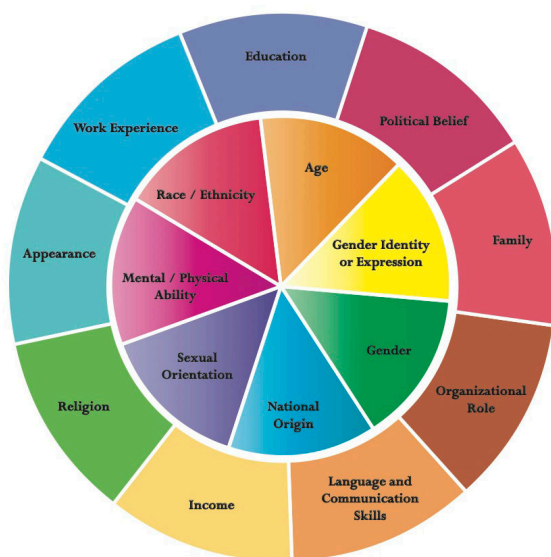 Education
Political Belief
Family
Organizational
Role
Language and
Communication
Skills
Income
Religion
Appearance
Work Experience
Age
Gender Identity
or Expression
Gender
National
Origin
Sexual
Orientation
Mental / Physical
Ability
Race / Ethnicity